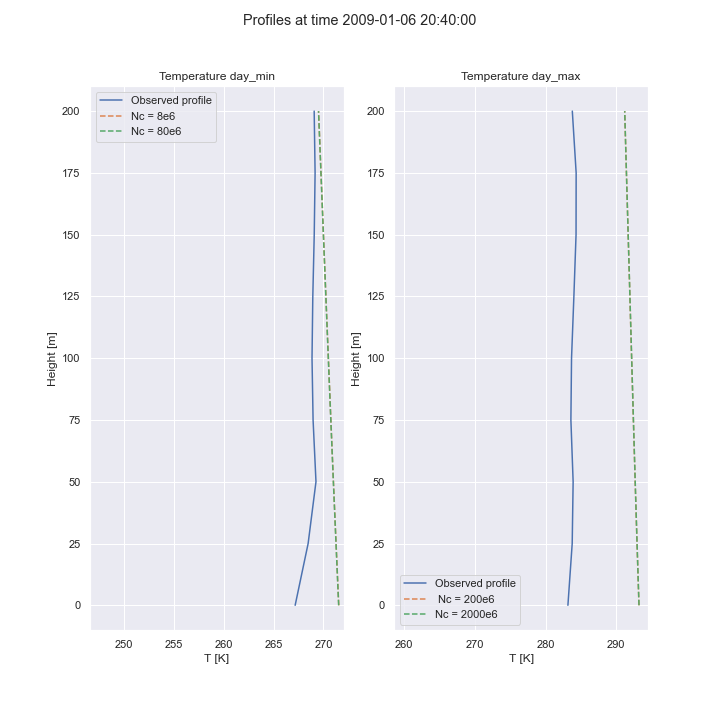 Profiles at time 2009-01-06 20:40:00
Temperature day_min
Observed profile
Nc = 8e6
Nc = 80e6
200
175
150
125
100
75
50
25
0
Height [m]
250 255 260 265 270
T [K]
Temperature day_max
200
175
150
125
100
75
50
25
0
Height [m]
Observed profile
Nc = 200e6
Nc = 2000e6
260 270 280 290
T [K]